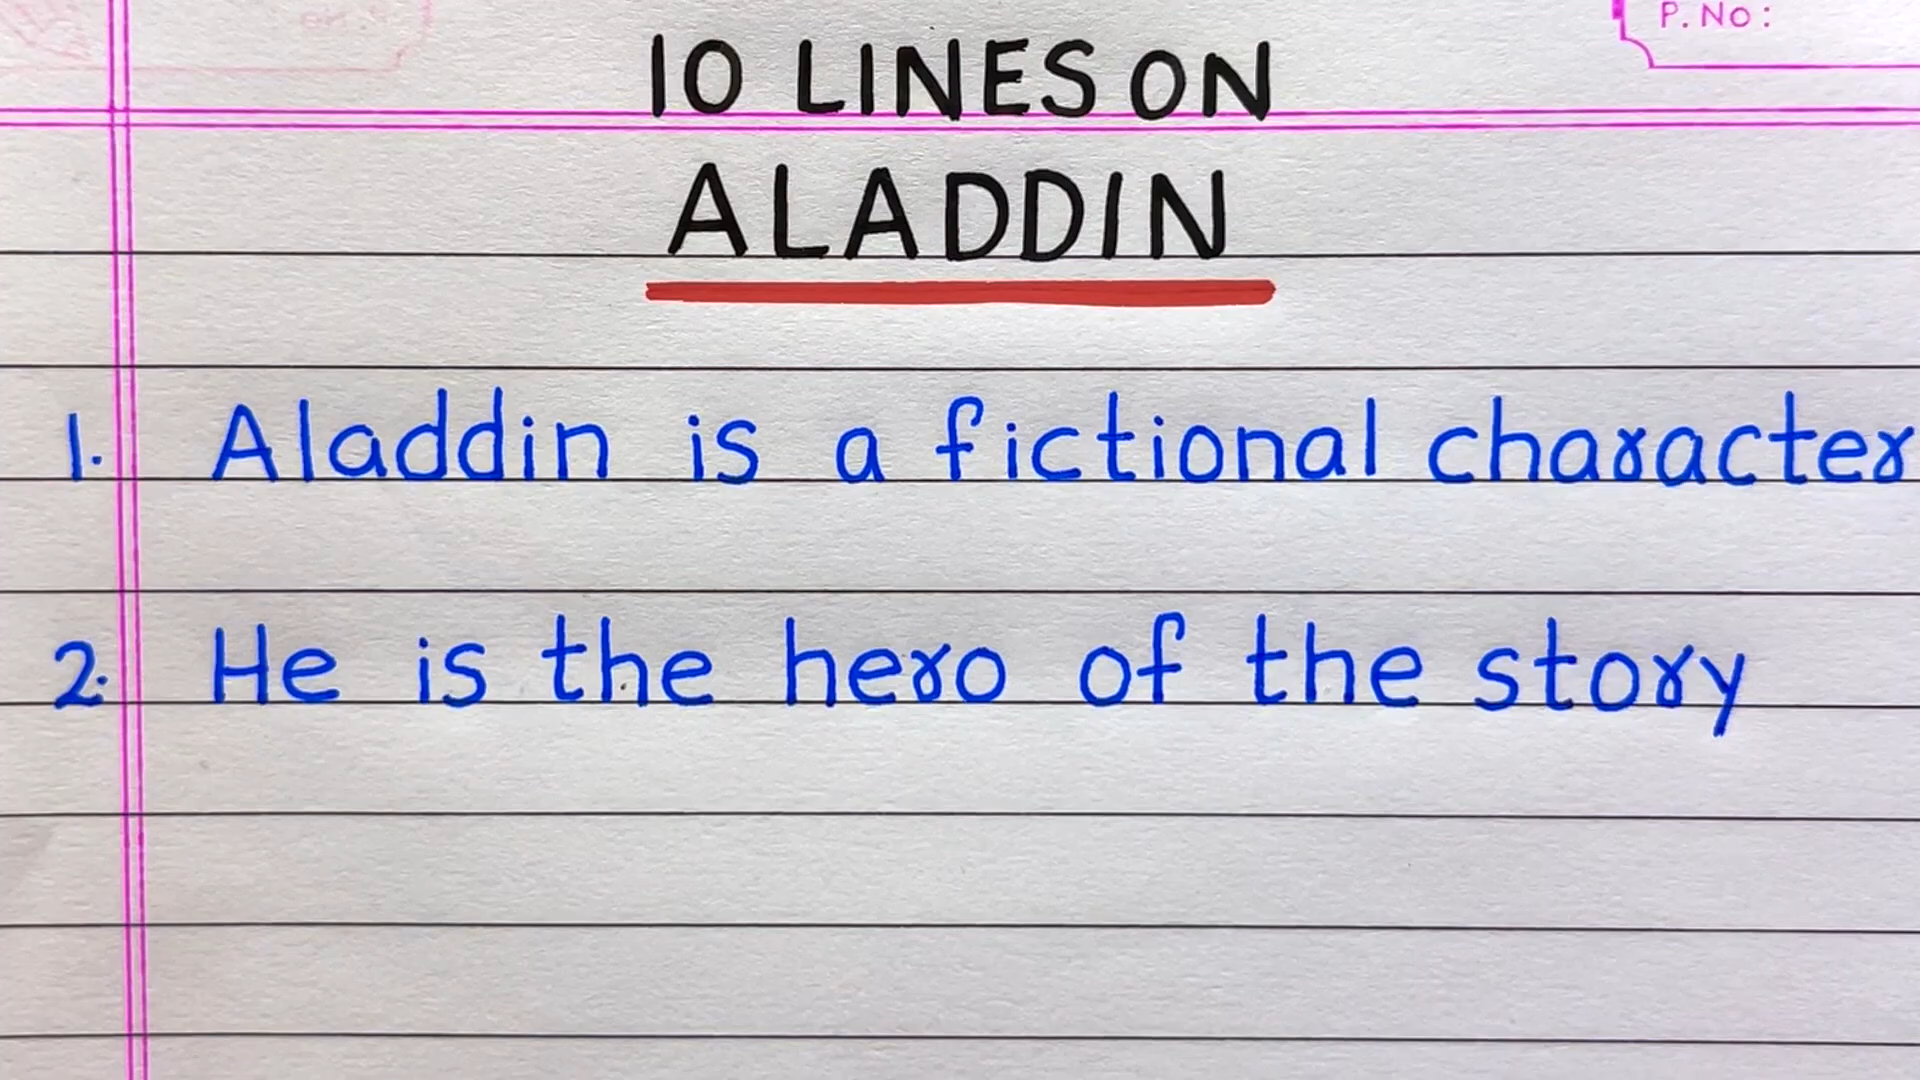 P. No :
10 LINES ON
ALADDIN
1. Aladdin is a fictional character
2. He is the hero of the story